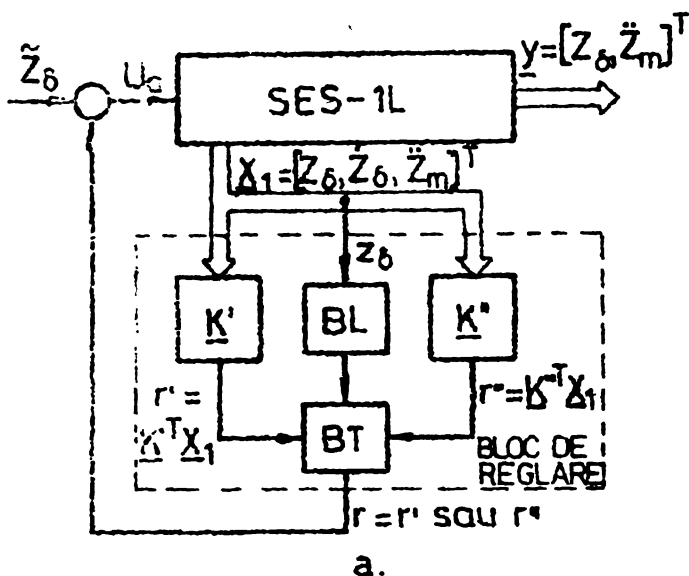 Z̃δ
Uc
SES-1L
y=[Zδ, Z̈m]ᵀ
X₁=[Zδ, Żδ, Z̈m]ᵀ
zδ
K'
BL
K"
r' =
K'ᵀX₁
BT
r"=K"ᵀX₁
BLOC DE
REGLARE
r=r' sau r"
a.